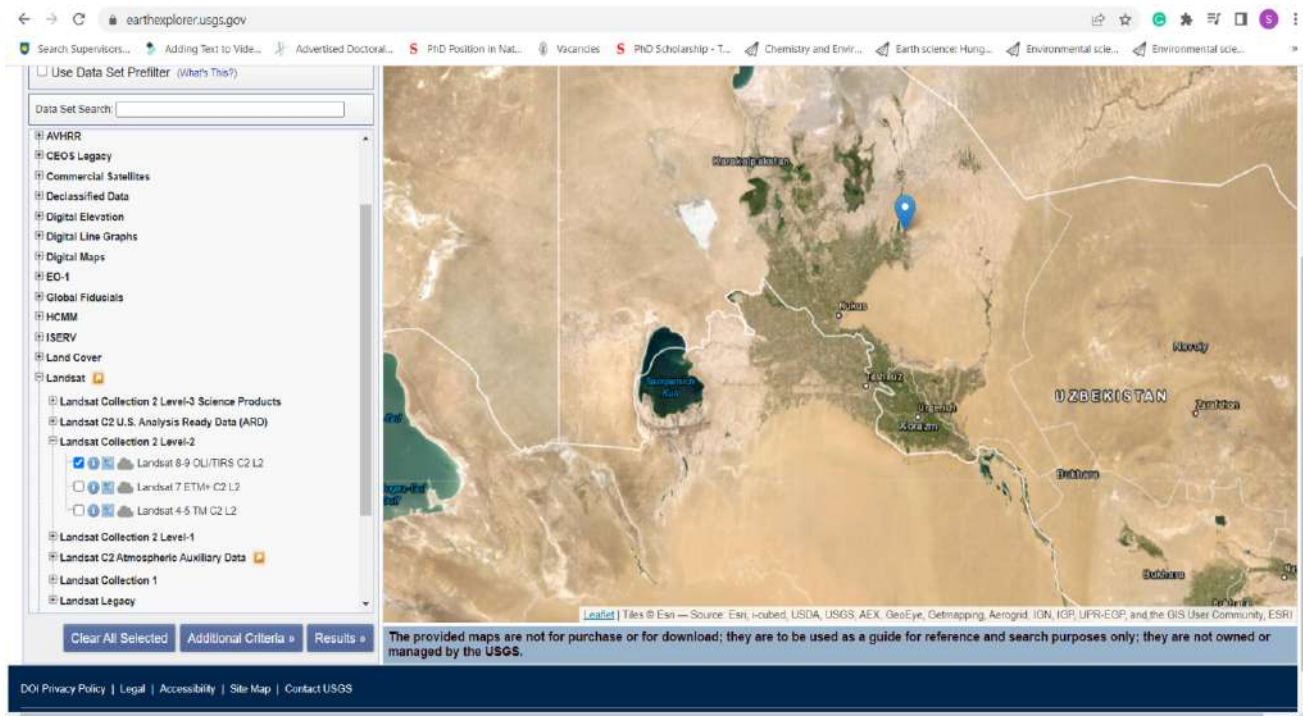 earthexplorer.usgs.gov
Search Supervisors... Adding Text to Vide... Advertised Doctoral... S PhD Position in Nat... Vacancies S PhD Scholarship - T... Chemistry and Envir... Earth science: Hung... Environmental scie... Environmental scie... »
Use Data Set Prefilter (What's This?)
Data Set Search:
AVHRR
CEOS Legacy
Commercial Satellites
Declassified Data
Digital Elevation
Digital Line Graphs
Digital Maps
EO-1
Global Fiducials
HCMM
ISERV
Land Cover
Landsat
Landsat Collection 2 Level-3 Science Products
Landsat C2 U.S. Analysis Ready Data (ARD)
Landsat Collection 2 Level-2
Landsat 8-9 OLI/TIRS C2 L2
Landsat 7 ETM+ C2 L2
Landsat 4-5 TM C2 L2
Landsat Collection 2 Level-1
Landsat C2 Atmospheric Auxiliary Data
Landsat Collection 1
Landsat Legacy
Clear All Selected Additional Criteria » Results »
Karakalpakstan
Nukus
Navoiy
Urgench
Xorazm
UZBEKISTAN
Zarafshon
Bukhara
Bukhara
Leaflet | Tiles © Esri — Source: Esri, i-cubed, USDA, USGS, AEX, GeoEye, Getmapping, Aerogrid, IGN, IGP, UPR-EGP, and the GIS User Community, ESRI
The provided maps are not for purchase or for download; they are to be used as a guide for reference and search purposes only; they are not owned or
managed by the USGS.
DOI Privacy Policy | Legal | Accessibility | Site Map | Contact USGS